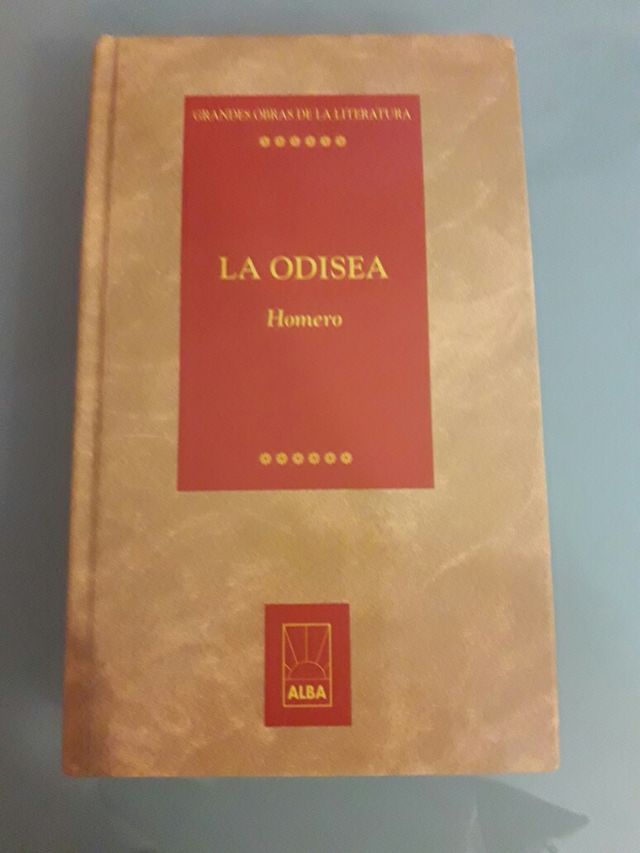 GRANDES OBRAS DE LA LITERATURA
LA ODISEA
Homero
ALBA